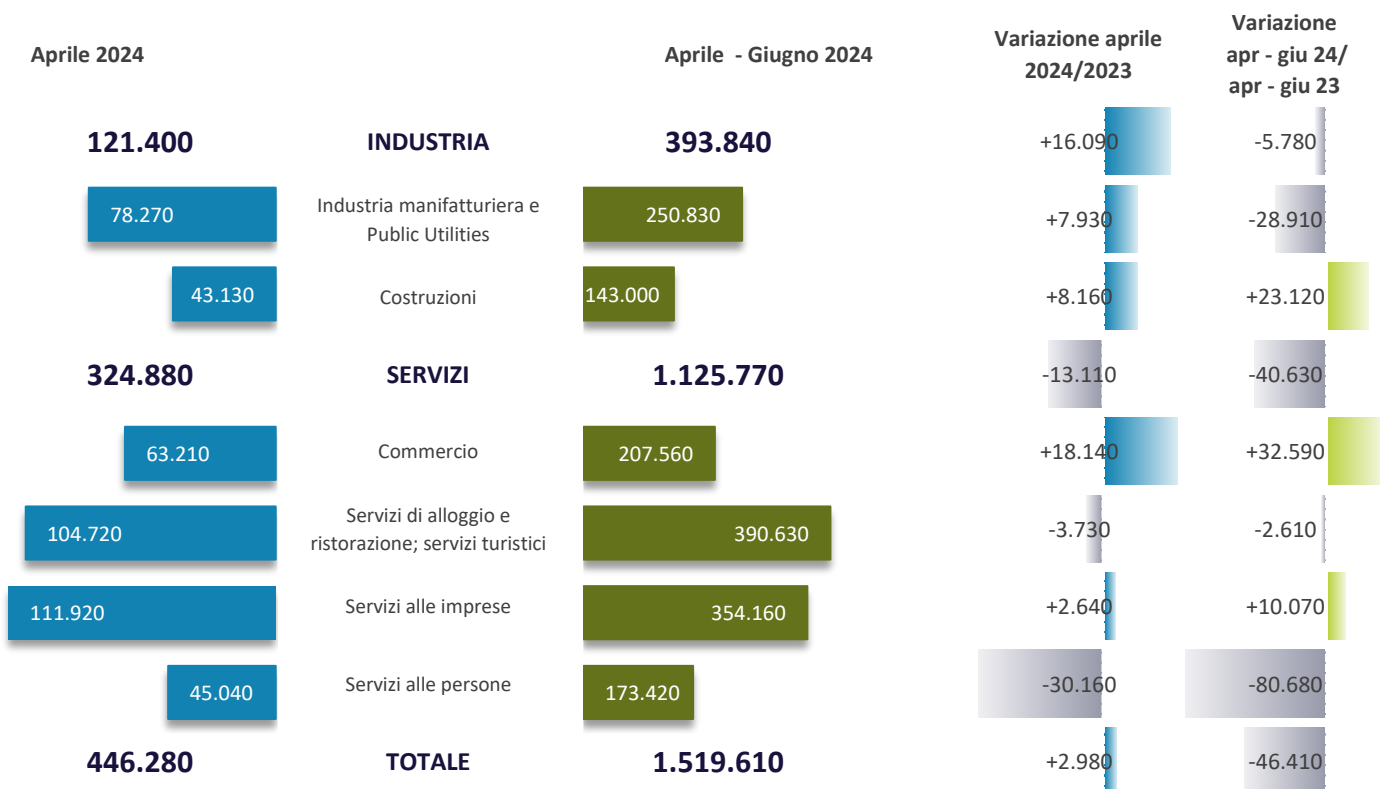 Aprile 2024
Aprile - Giugno 2024
Variazione aprile
2024/2023
Variazione
apr - giu 24/
apr - giu 23
121.400 INDUSTRIA 393.840 +16.090 -5.780
78.270 Industria manifatturiera e
Public Utilities 250.830 +7.930 -28.910
43.130 Costruzioni 143.000 +8.160 +23.120
324.880 SERVIZI 1.125.770 -13.110 -40.630
63.210 Commercio 207.560 +18.140 +32.590
104.720 Servizi di alloggio e
ristorazione; servizi turistici 390.630 -3.730 -2.610
111.920 Servizi alle imprese 354.160 +2.640 +10.070
45.040 Servizi alle persone 173.420 -30.160 -80.680
446.280 TOTALE 1.519.610 +2.980 -46.410